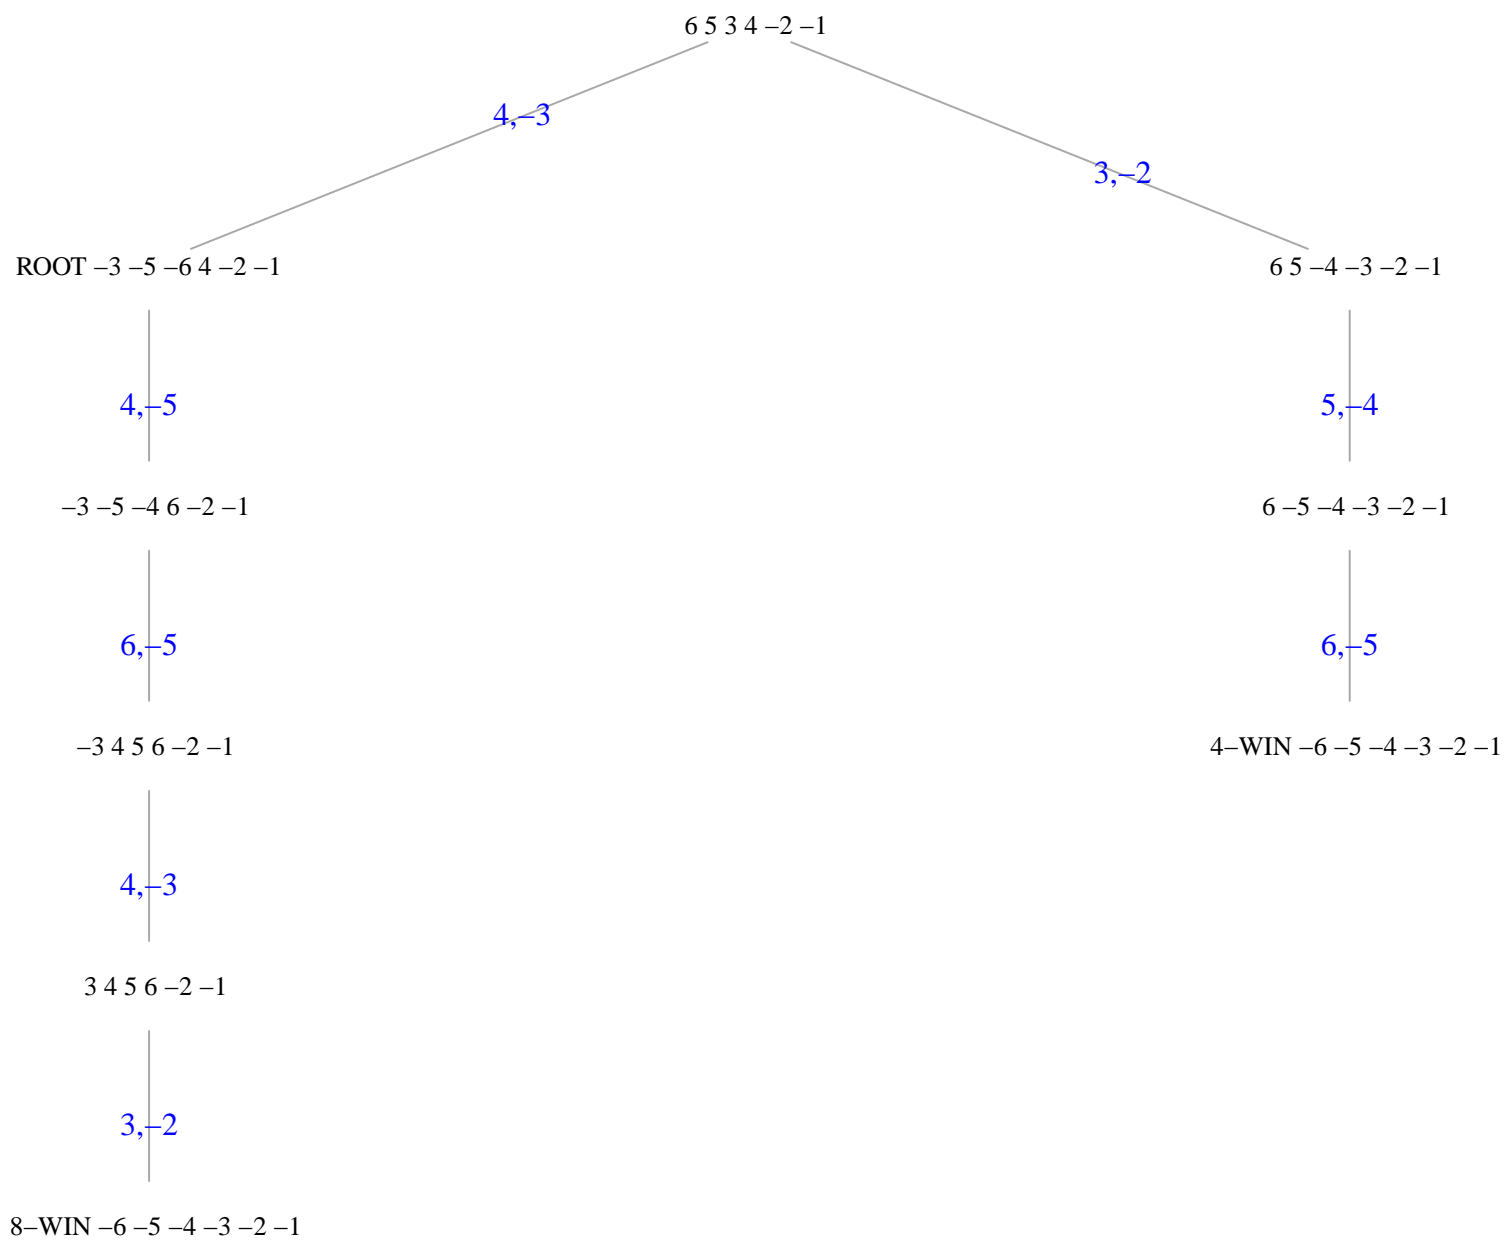 6 5 3 4 –2 –1
4,–3
3,–2
ROOT –3 –5 –6 4 –2 –1
6 5 –4 –3 –2 –1
4,–5
5,–4
–3 –5 –4 6 –2 –1
6 –5 –4 –3 –2 –1
6,–5
6,–5
–3 4 5 6 –2 –1
4–WIN –6 –5 –4 –3 –2 –1
4,–3
3 4 5 6 –2 –1
3,–2
8–WIN –6 –5 –4 –3 –2 –1